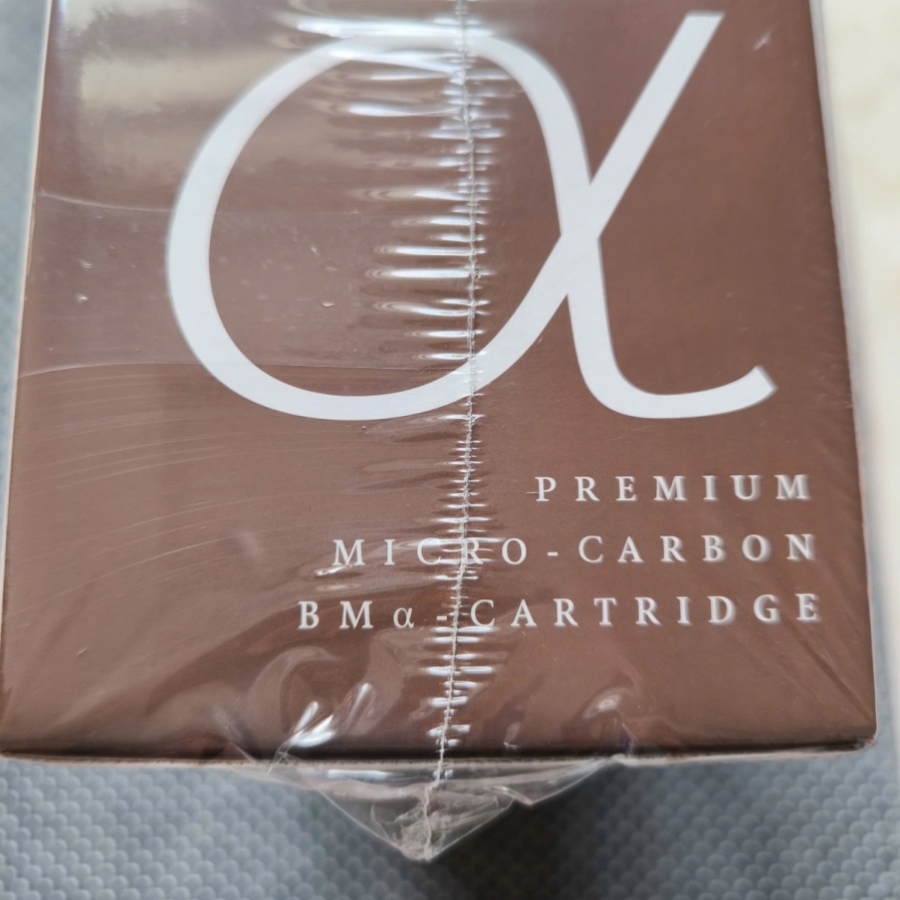 α
PREMIUM
MICRO-CARBON
BMα-CARTRIDGE